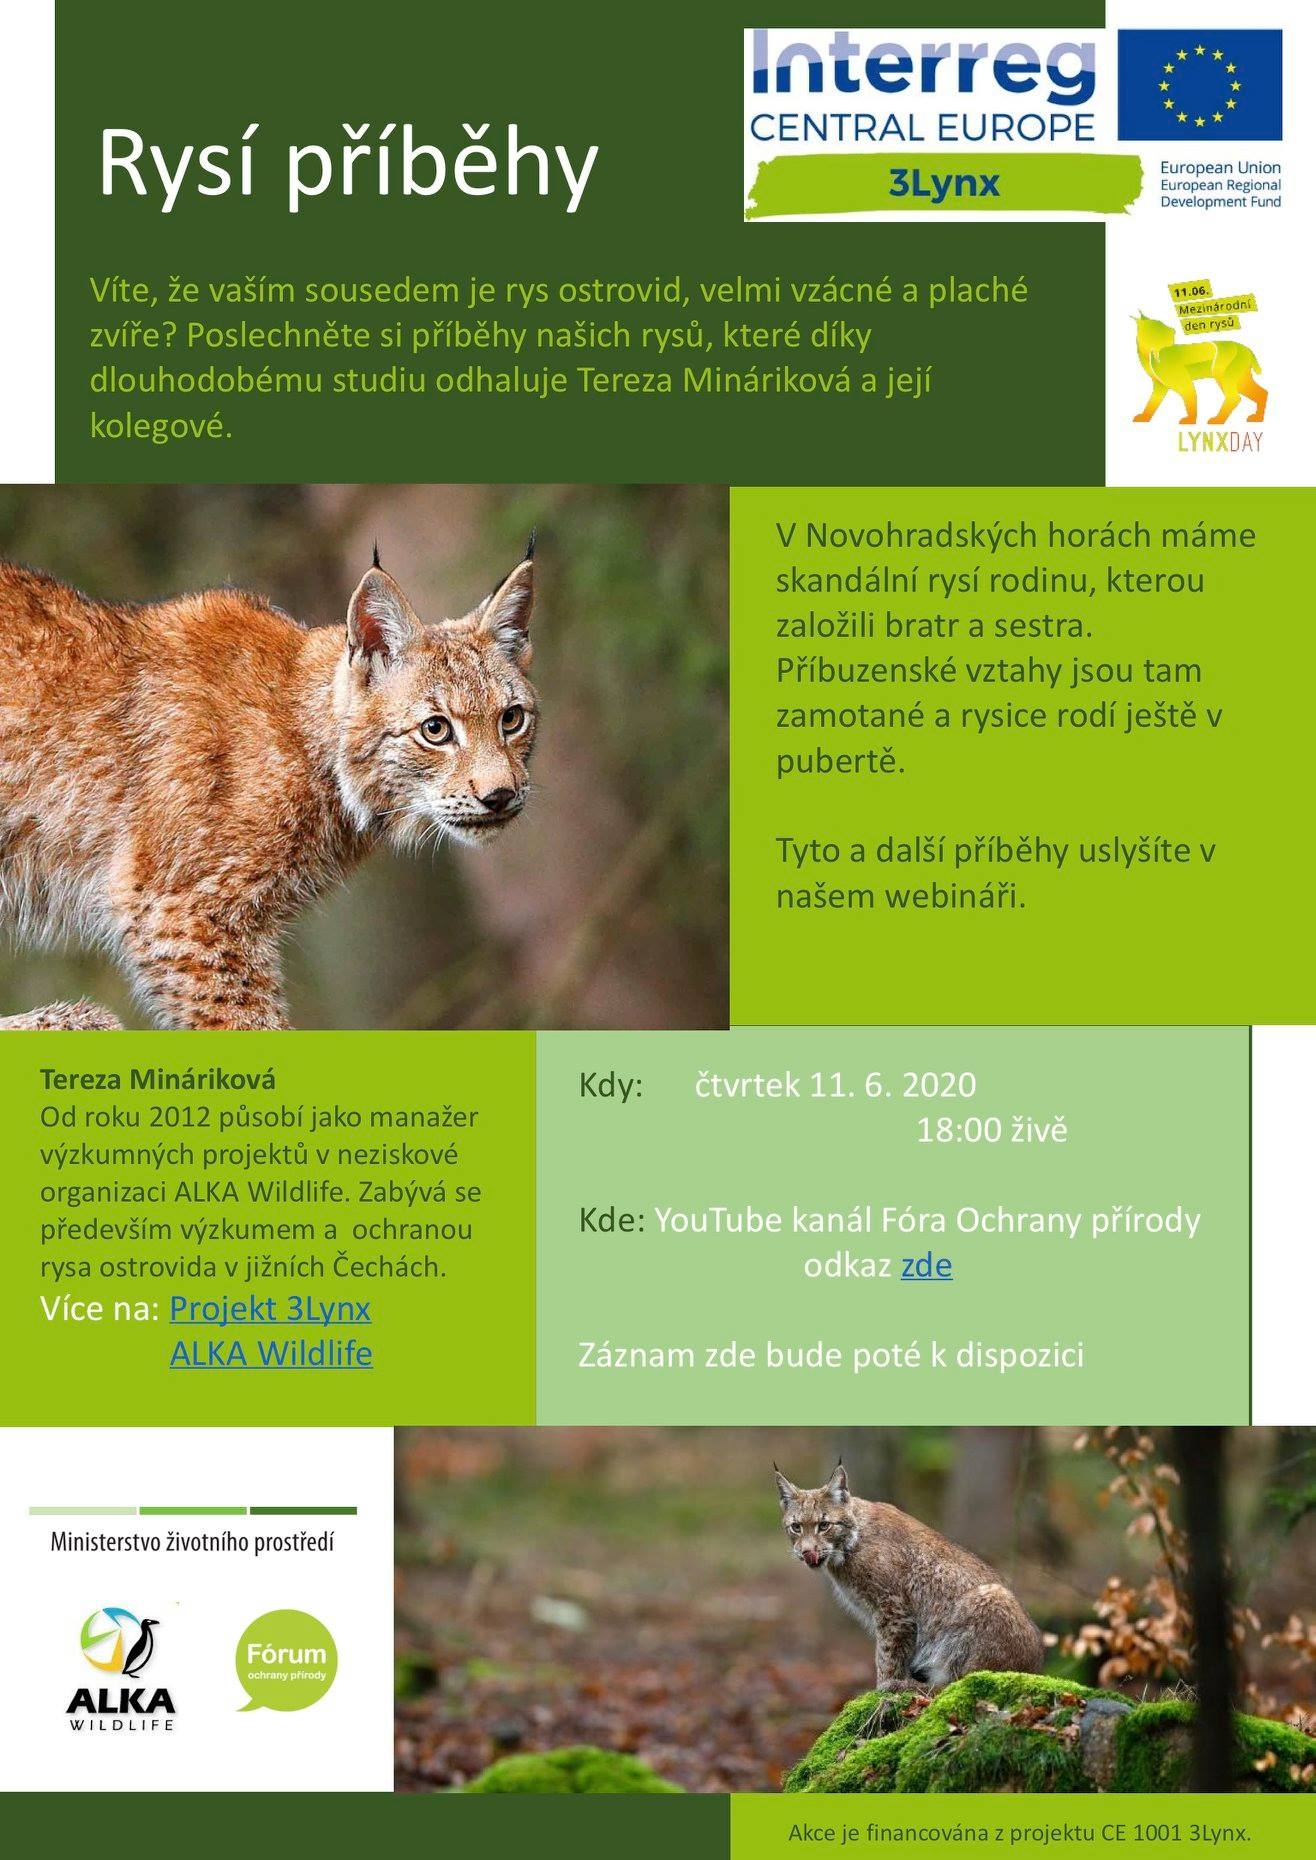 Interreg
CENTRAL EUROPE
3Lynx
European Union
European Regional
Development Fund
Rysí příběhy
Víte, že vaším sousedem je rys ostrovid, velmi vzácné a plaché
zvíře? Poslechněte si příběhy našich rysů, které díky
dlouhodobému studiu odhaluje Tereza Mináriková a její
kolegové.
11.06.
Mezinárodní
den rysů
LYNXDAY
V Novohradských horách máme
skandální rysí rodinu, kterou
založili bratr a sestra.
Příbuzenské vztahy jsou tam
zamotané a rysice rodí ještě v
pubertě.
Tyto a další příběhy uslyšíte v
našem webináři.
Tereza Mináriková
Od roku 2012 působí jako manažer
výzkumných projektů v neziskové
organizaci ALKA Wildlife. Zabývá se
především výzkumem a ochranou
rysa ostrovida v jižních Čechách.
Více na: Projekt 3Lynx
ALKA Wildlife
Kdy: čtvrtek 11. 6. 2020
18:00 živě
Kde: YouTube kanál Fóra Ochrany přírody
odkaz zde
Záznam zde bude poté k dispozici
Ministerstvo životního prostředí
ALKA
WILDLIFE
Fórum
ochrany přírody
Akce je financována z projektu CE 1001 3Lynx.